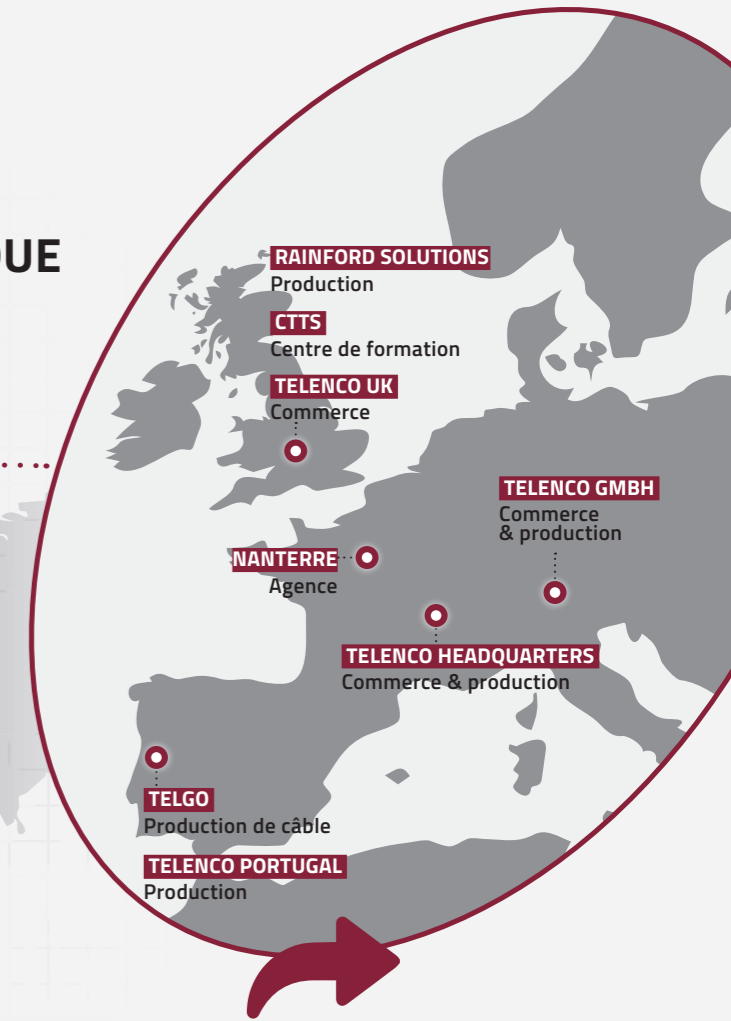 RAINFORD SOLUTIONS
Production
CTTS
Centre de formation
TELENCO UK
Commerce
TELENCO GMBH
Commerce
& production
NANTERRE
Agence
TELENCO HEADQUARTERS
Commerce & production
TELGO
Production de câble
TELENCO PORTUGAL
Production